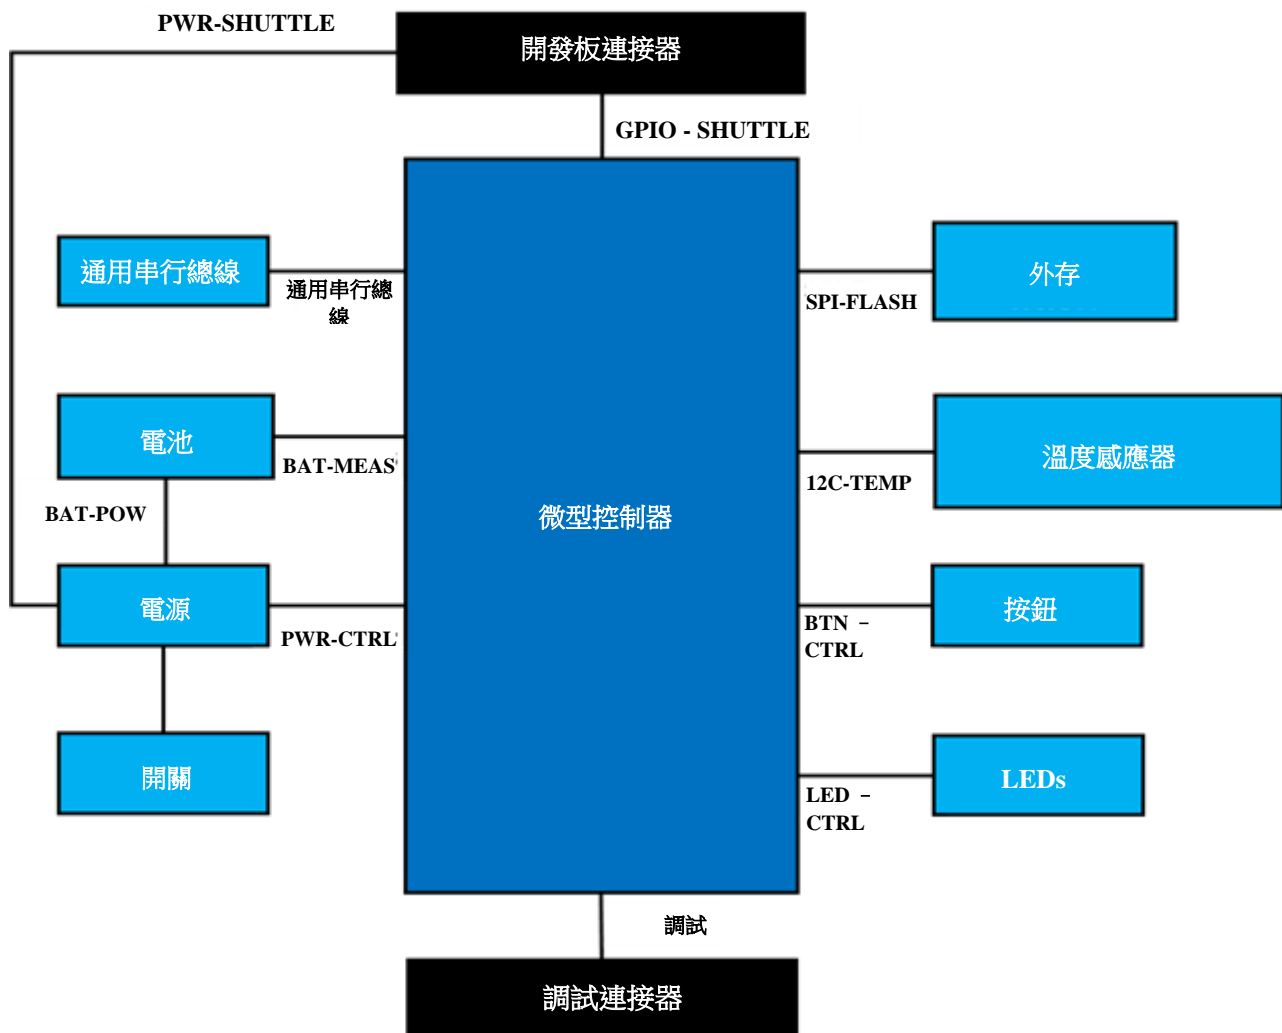 PWR-SHUTTLE
開發板連接器
GPIO - SHUTTLE
通用串行總線
通用串行總
線
外存
SPI-FLASH
電池
BAT-MEAS
溫度感應器
12C-TEMP
BAT-POW
微型控制器
電源
PWR-CTRL
按鈕
BTN －
CTRL
開關
LEDs
LED －
CTRL
調試
調試連接器